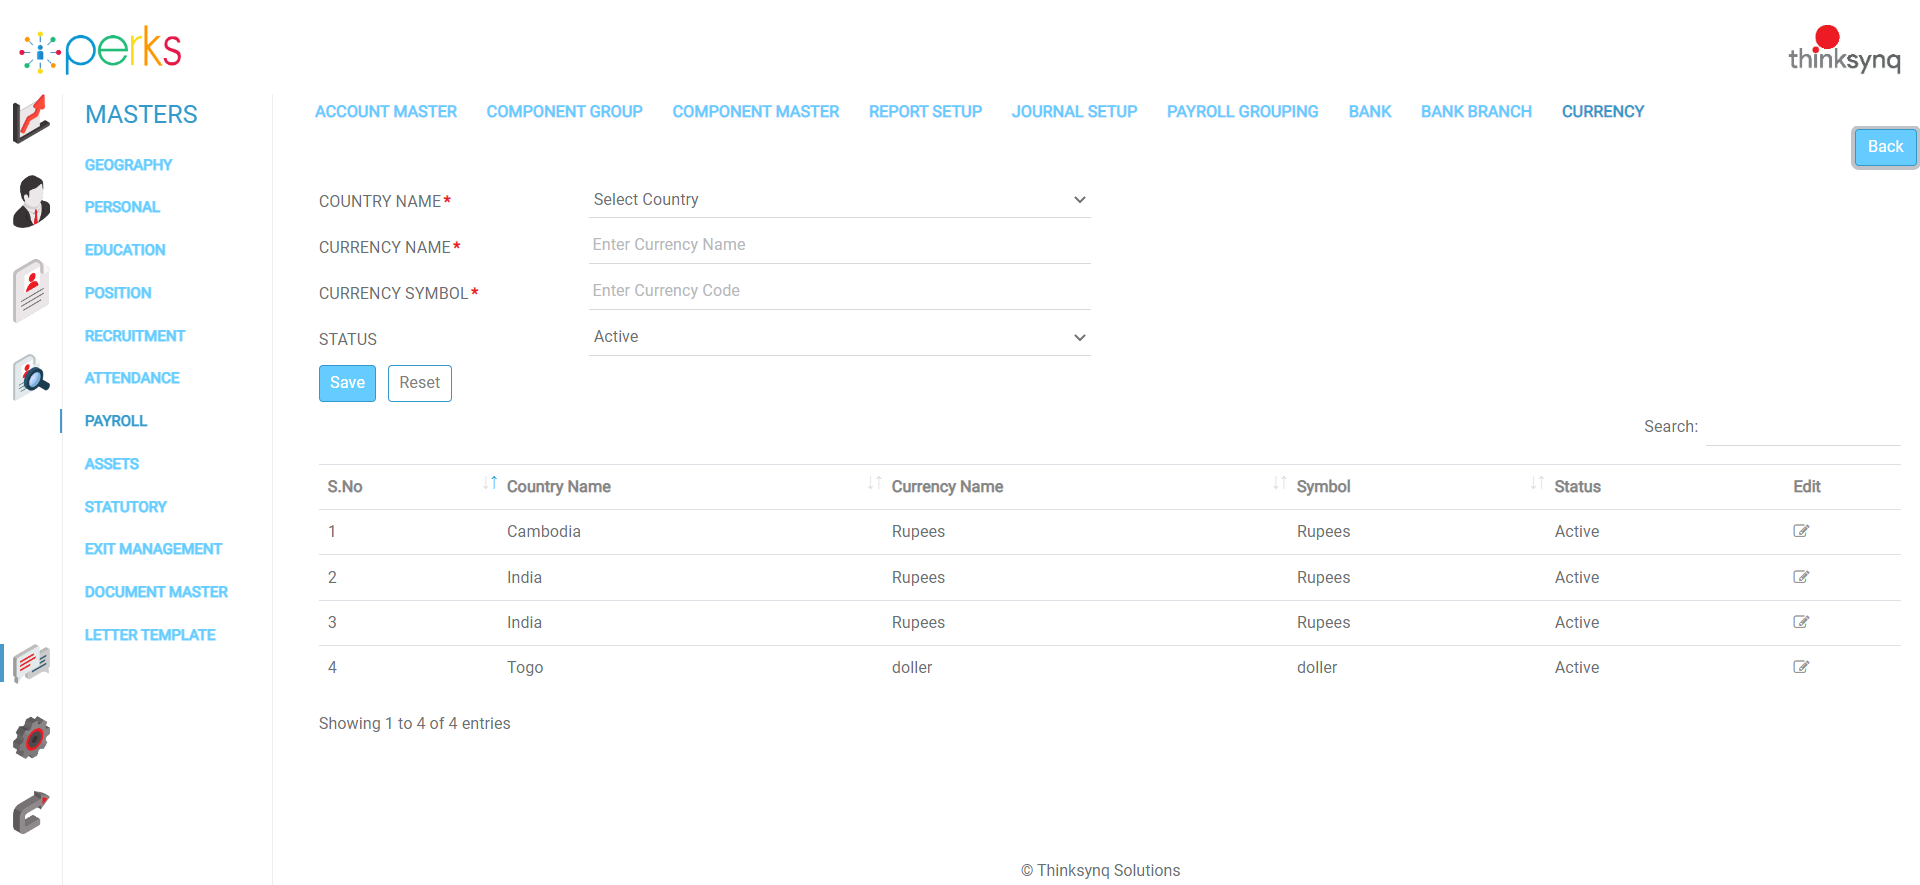 perks
thinksynq
MASTERS
GEOGRAPHY
PERSONAL
EDUCATION
POSITION
RECRUITMENT
ATTENDANCE
PAYROLL
ASSETS
STATUTORY
EXIT MANAGEMENT
DOCUMENT MASTER
LETTER TEMPLATE
ACCOUNT MASTER COMPONENT GROUP COMPONENT MASTER REPORT SETUP JOURNAL SETUP PAYROLL GROUPING BANK BANK BRANCH CURRENCY
Back
COUNTRY NAME* Select Country
CURRENCY NAME* Enter Currency Name
CURRENCY SYMBOL* Enter Currency Code
STATUS Active
Save Reset
Search:
S.No Country Name Currency Name Symbol Status Edit
1 Cambodia Rupees Rupees Active
2 India Rupees Rupees Active
3 India Rupees Rupees Active
4 Togo doller doller Active
Showing 1 to 4 of 4 entries
© Thinksynq Solutions